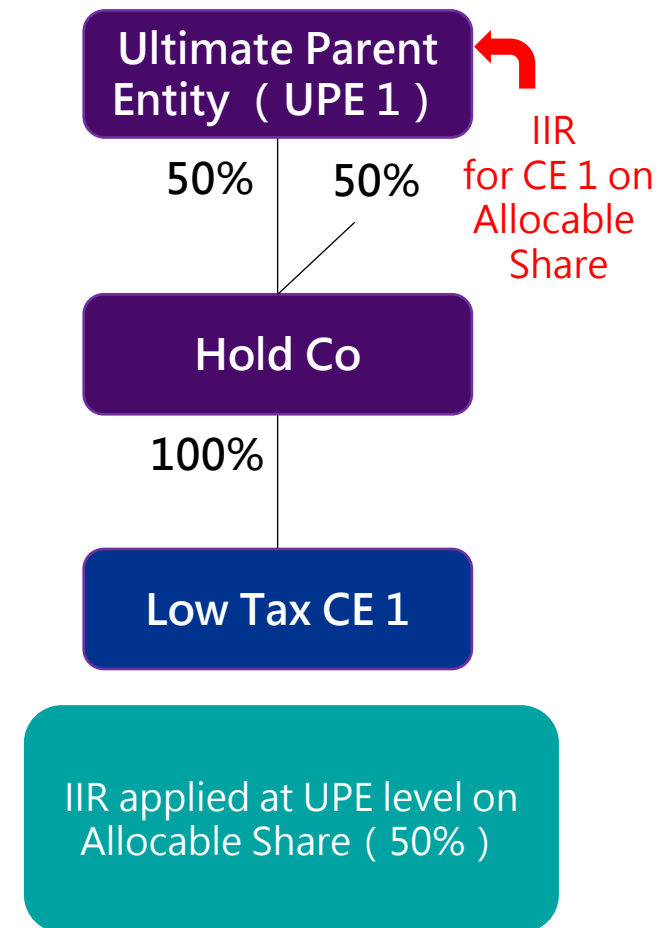 Ultimate Parent
Entity （ UPE 1 ）
50%
50%
IIR
for CE 1 on
Allocable
Share
Hold Co
100%
Low Tax CE 1
IIR applied at UPE level on
Allocable Share（ 50% ）